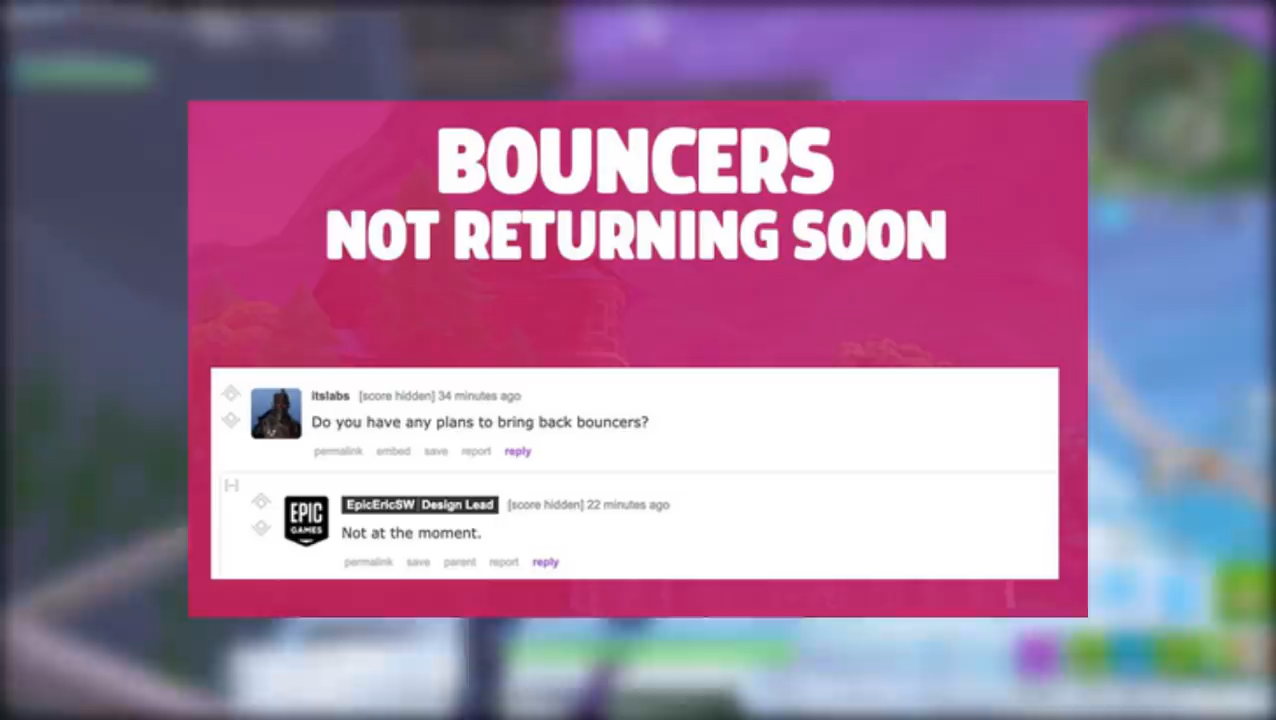 BOUNCERS
NOT RETURNING SOON
itslabs [score hidden] 34 minutes ago
Do you have any plans to bring back bouncers?
permalink embed save report reply
[-]
EPIC
GAMES
EpicEricSW Design Lead [score hidden] 22 minutes ago
Not at the moment.
permalink save parent report reply